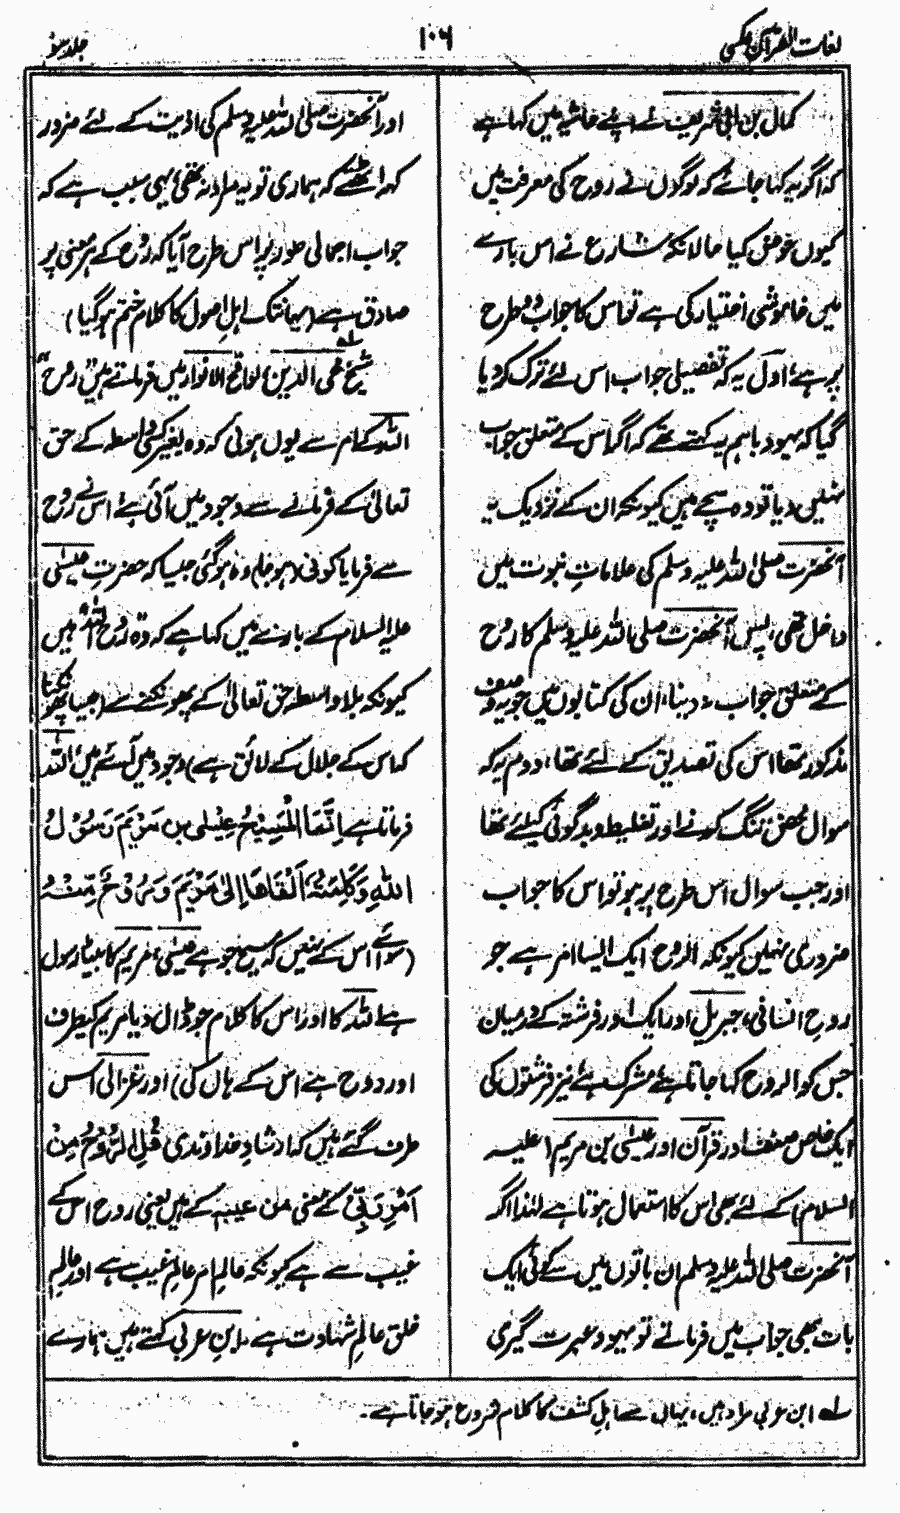 لغات القرآن عکسی
۱۰۶
جلد سوم
کمال بن ابی شریف نے اپنے حاشیہ میں کہا ہے
کہ اگر یہ کہا جائے کہ لوگوں نے روح کی معرفت میں
کیوں غوض کیا حالانکہ شارع نے اس بارے
میں خاموشی اختیار کی ہے تو اس کا جواب دو طرح
پر ہے، اول یہ کہ تفصیلی جواب اس لئے ترک کردیا
گیا کہ یہود باہم یہ کہتے تھے کہ اگر اس کے متعلق جواب
نہیں دیا تو وہ سچے ہیں کیونکہ ان کے نزدیک یہ
آنحضرت صلی اللہ علیہ وسلم کی علاماتِ نبوت میں
داخل تھی، پس آنحضرت صلی اللہ علیہ وسلم کا روح
کے متعلق جواب نہ دینا، ان کی کتابوں میں جو یہ وصف
مذکور تھا اس کی تصدیق کے لئے تھا، دوم یہ کہ
سوال محض تنگ کرنے اور تغلیط و بدگوئی کیلئے تھا
اور جب سوال اس طرح پر ہو تو اس کا جواب
ضروری نہیں کیونکہ الروح ایک ایسا امر ہے جو
روحِ انسانی، جبریل، اور ایک اور فرشتہ کے درمیان
جس کو الروح کہا جاتا ہے مشترک ہے نیز فرشتوں کی
ایک خاص صنف اور قرآن اور عیسٰی بن مریم (علیہ
السلام) کے لئے بھی اس کا استعمال ہوتا ہے لہٰذا اگر
آنحضرت صلی اللہ علیہ وسلم ان باتوں میں سے کوئی ایک
بات بھی جواب میں فرماتے تو یہود عبرت گیری
اور آنحضرت صلی اللہ علیہ وسلم کی اذیت کے لئے ضرور
کہہ اٹھتے کہ ہماری تو یہ مراد نہ تھی، یہی سبب ہے کہ
جواب اجمالی طور پر اس طرح آیا کہ روح کے ہر معنی پر
صادق ہے (یہانتک اہلِ اصول کا کلام ختم ہو گیا)
شیخ محی الدین لواقح الانوار میں فرماتے ہیں "روح
اللہ کے نام سے یوں ہوئی کہ وہ بغیر کسی واسطہ کے حق
تعالیٰ کے فرمانے سے وجود میں آئی ہے اس نے روح
سے فرمایا کونی (ہو جا) وہ ہوگئی جیسا کہ حضرت عیسٰی
علیہ السلام کے بارے میں کہا ہے کہ وہ روح اللہ ہیں
کیونکہ بلا واسطہ حق تعالیٰ کے پھونکنے سے (جیسا پھونکنا
کہ اس کے جلال کے لائق ہے) وجود میں آئے ہیں، اللہ
فرماتا ہے اِنَّمَا الْمَسِيْحُ عِيْسٰى بن مَرْيَمَ رَسُوْلُ
اللهِ وَكَلِمَتُهٗ اَلْقَاهَا اِلٰى مَرْيَمَ وَرُوْحٌ مِّنْهُ
(سوائے اس کے نہیں کہ مسیح جو ہے عیسٰی، مریم کا بیٹا، رسول
ہے اللہ کا اور اس کا کلام جو ڈال دیا مریم کی طرف
اور روح ہے اس کے ہاں کی) اور غزالی اس
طرف گئے ہیں کہ ارشادِ خداوندی قُلِ الرُّوْحُ مِنْ
اَمْرِ رَبِّىْ کے معنی من غیبہ کے ہیں یعنی روح اس کے
غیب سے ہے کیونکہ عالمِ امر عالمِ غیب ہے اور عالمِ
خلق عالمِ شہادت ہے، ابنِ عربی کہتے ہیں ہمارے
لہ ابن عربی مراد ہیں، یہاں سے اہلِ کشف کا کلام شروع ہو جاتا ہے۔